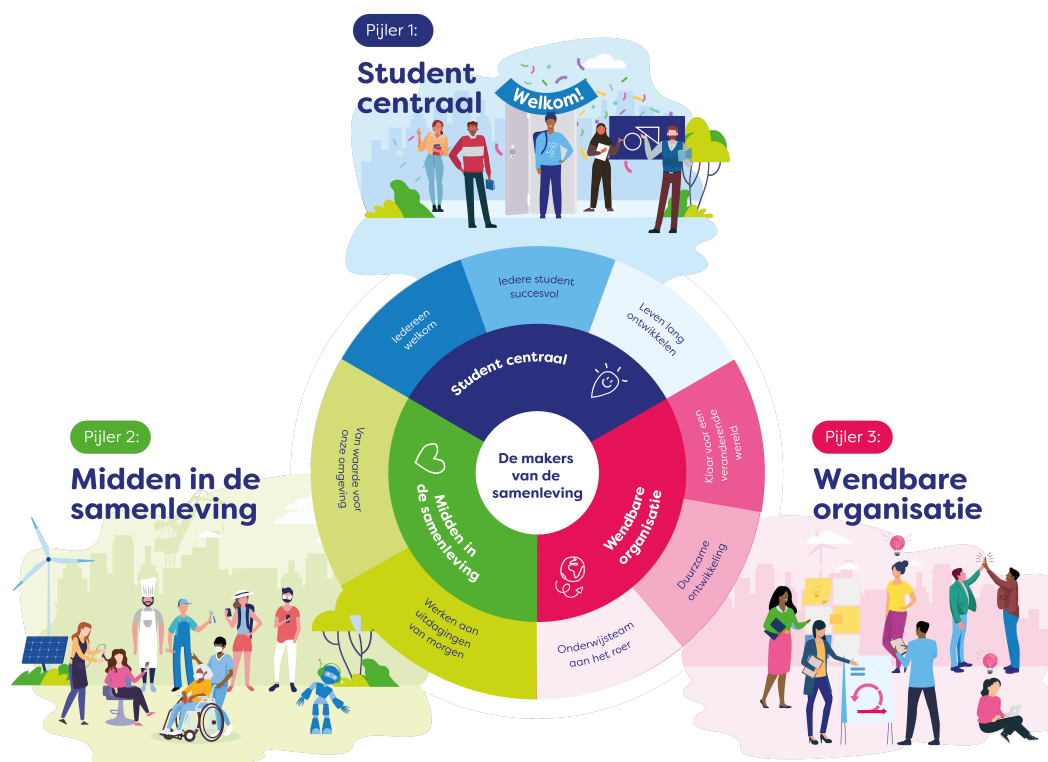 Pijler 1:
Student
centraal
Welkom!
Iedereen
welkom
Iedere student
succesvol
Leven lang
ontwikkelen
Student centraal
Klaar voor een
veranderende
wereld
Duurzame
ontwikkeling
Onderwijsteam
aan het roer
Wendbare
organisatie
Van waarde voor
onze omgeving
Werken aan
uitdagingen
van morgen
Midden in
de samenleving
De makers
van de
samenleving
Pijler 2:
Midden in de
samenleving
Pijler 3:
Wendbare
organisatie